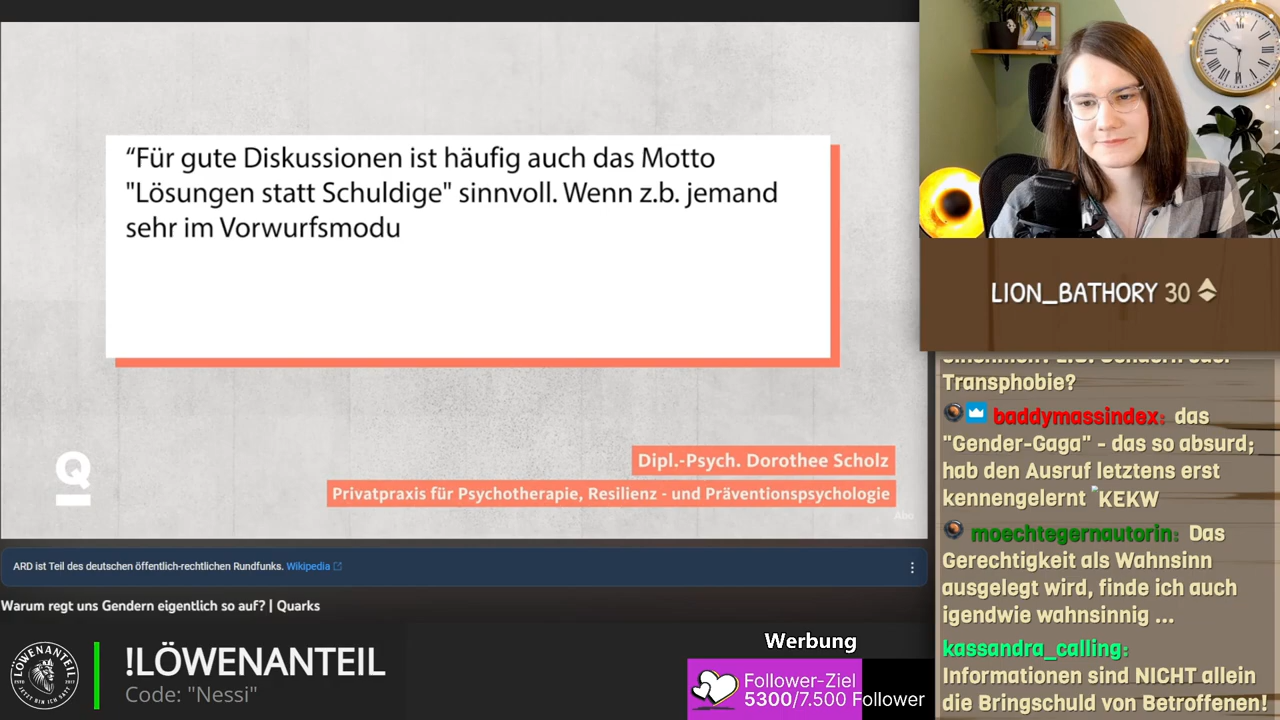 “Für gute Diskussionen ist häufig auch das Motto
"Lösungen statt Schuldige" sinnvoll. Wenn z.b. jemand
sehr im Vorwurfsmodu
Q
Dipl.-Psych. Dorothee Scholz
Privatpraxis für Psychotherapie, Resilienz - und Präventionspsychologie
Abo
ARD ist Teil des deutschen öffentlich-rechtlichen Rundfunks. Wikipedia
Warum regt uns Gendern eigentlich so auf? | Quarks
LÖWENANTEIL
!LÖWENANTEIL
Code: "Nessi"
Werbung
Follower-Ziel
5300/7.500 Follower
LION_BATHORY 30
Transphobie?
baddymassindex: das
"Gender-Gaga" - das so absurd;
hab den Ausruf letztens erst
kennengelernt KEKW
moechtegernautorin: Das
Gerechtigkeit als Wahnsinn
ausgelegt wird, finde ich auch
igendwie wahnsinnig ...
kassandra_calling:
Informationen sind NICHT allein
die Bringschuld von Betroffenen!